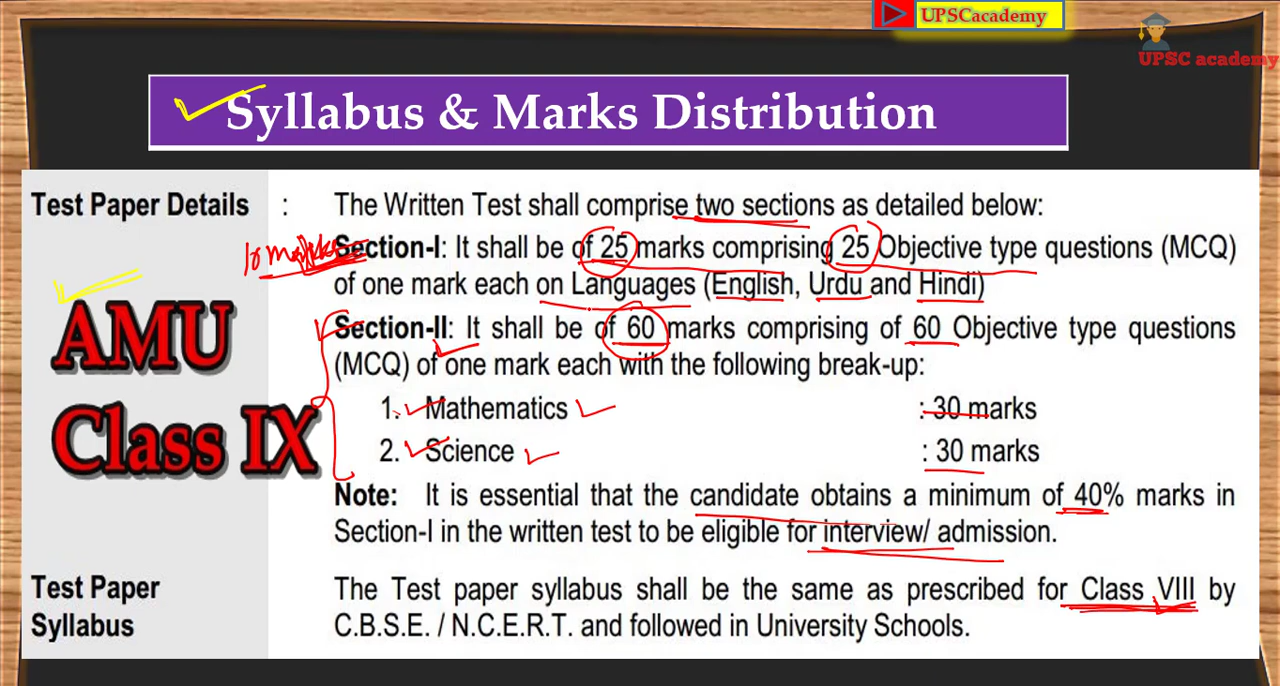 UPSCacademy
UPSC academy
Syllabus & Marks Distribution
Test Paper Details : The Written Test shall comprise two sections as detailed below:
10 marks
Section-I: It shall be of 25 marks comprising 25 Objective type questions (MCQ)
of one mark each on Languages (English, Urdu and Hindi)
AMU
Class IX
Section-II: It shall be of 60 marks comprising of 60 Objective type questions
(MCQ) of one mark each with the following break-up:
1. Mathematics : 30 marks
2. Science : 30 marks
Note: It is essential that the candidate obtains a minimum of 40% marks in
Section-I in the written test to be eligible for interview/ admission.
Test Paper
Syllabus
The Test paper syllabus shall be the same as prescribed for Class VIII by
C.B.S.E. / N.C.E.R.T. and followed in University Schools.